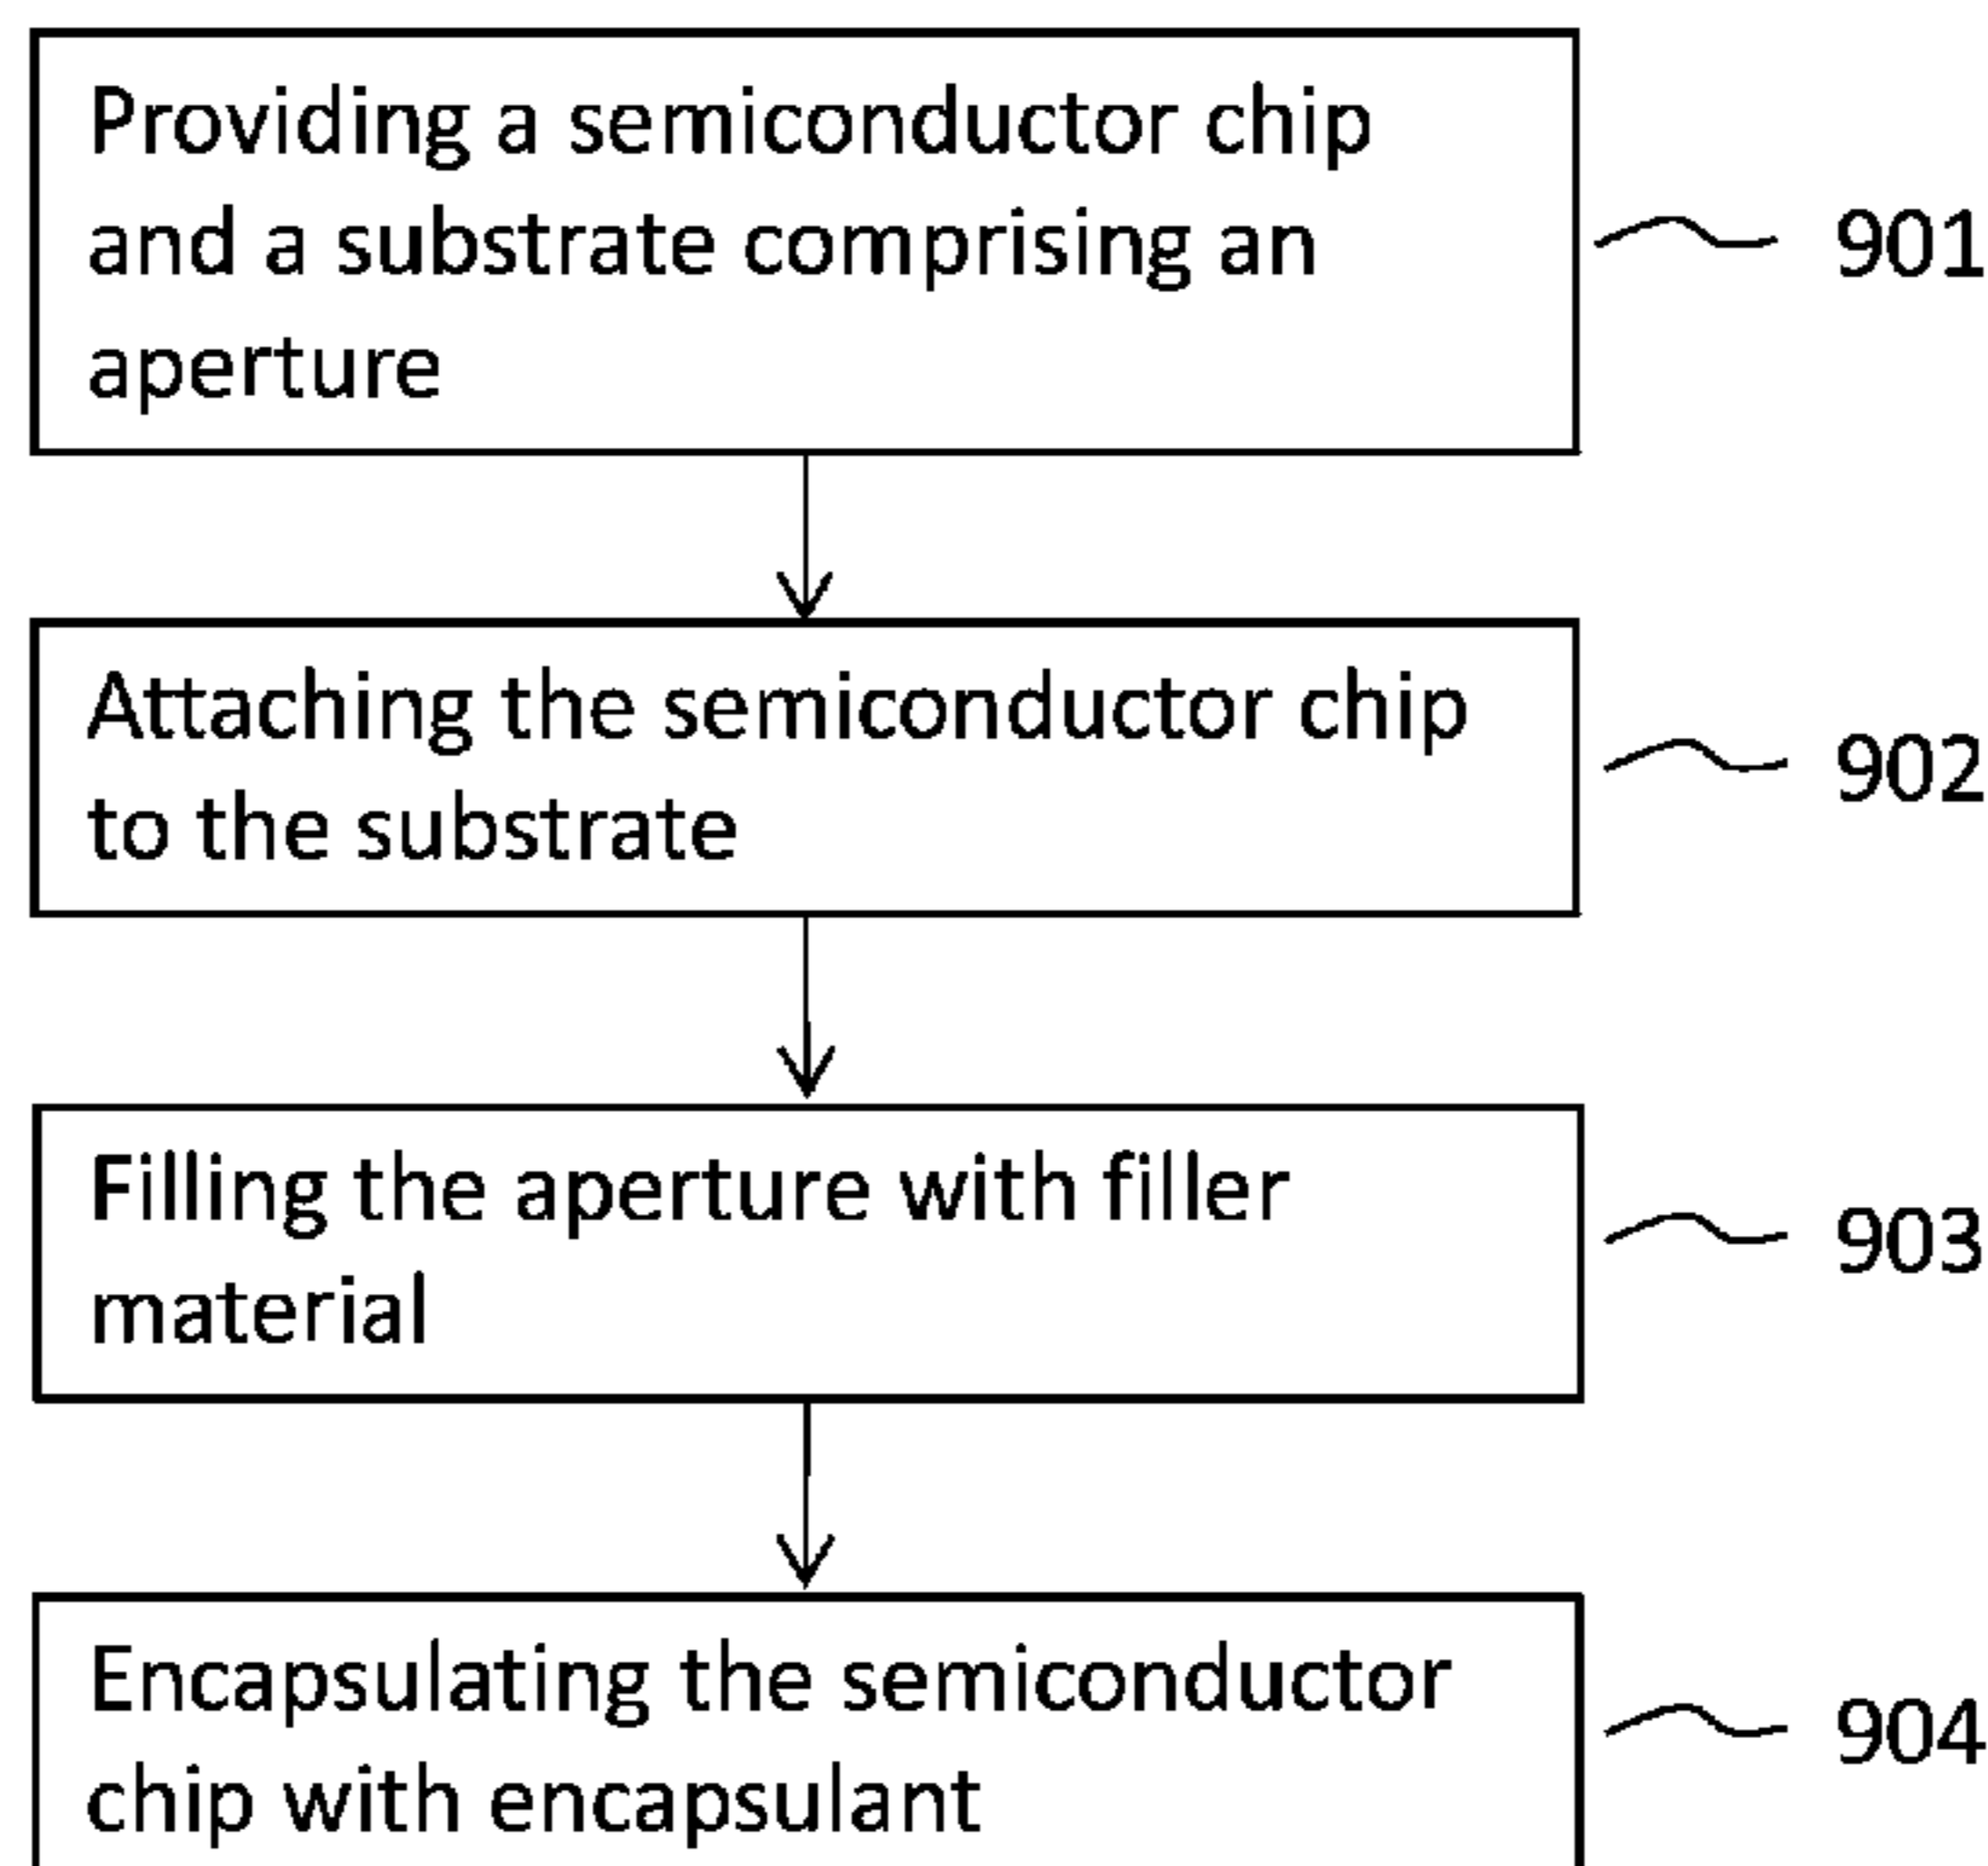 Providing a semiconductor chip
and a substrate comprising an
aperture
901
Attaching the semiconductor chip
to the substrate
902
Filling the aperture with filler
material
903
Encapsulating the semiconductor
chip with encapsulant
904